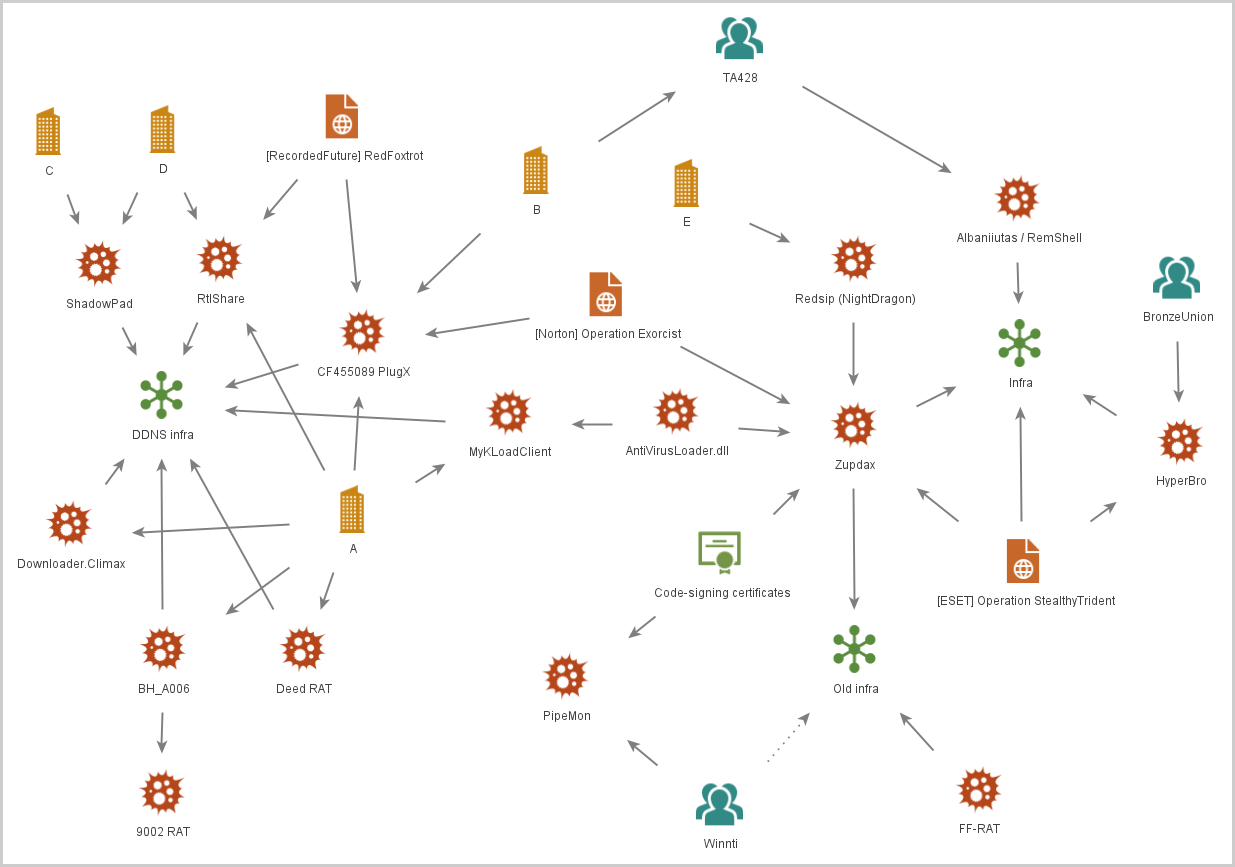 TA428
C
D
[RecordedFuture] RedFoxtrot
B
E
Albaniiutas / RemShell
ShadowPad
RtlShare
Redsip (NightDragon)
BronzeUnion
[Norton] Operation Exorcist
CF455089 PlugX
Infra
DDNS infra
MyKLoadClient
AntiVirusLoader.dll
Zupdax
HyperBro
A
Downloader.Climax
Code-signing certificates
[ESET] Operation StealthyTrident
BH_A006
Deed RAT
Old infra
PipeMon
9002 RAT
Winnti
FF-RAT